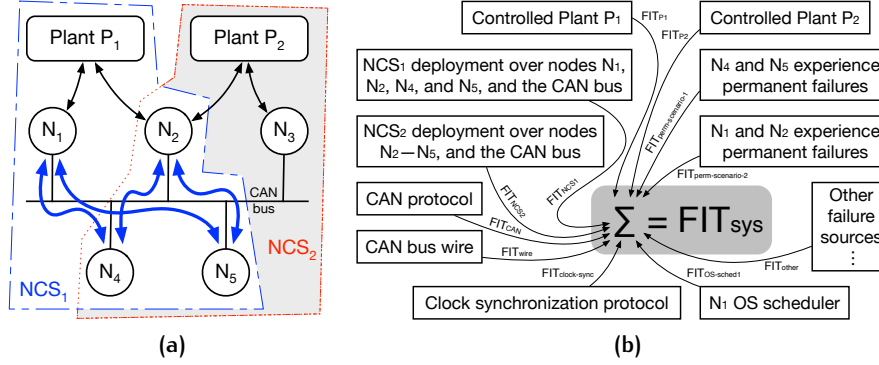 Plant P1
Plant P2
N1
N2
N3
CAN
bus
N4
N5
NCS1
NCS2
(a)
Controlled Plant P1
FITP1
FITP2
Controlled Plant P2
NCS1 deployment over nodes N1,
N2, N4, and N5, and the CAN bus
N4 and N5 experience
permanent failures
FITperm-scenario-1
NCS2 deployment over nodes
N2—N5, and the CAN bus
N1 and N2 experience
permanent failures
FITperm-scenario-2
FITNCS1
FITNCS2
CAN protocol
FITCAN
Σ = FITsys
Other
failure
sources
⋮
CAN bus wire
FITwire
FITclock-sync
FITOS-sched1
FITother
Clock synchronization protocol
N1 OS scheduler
(b)